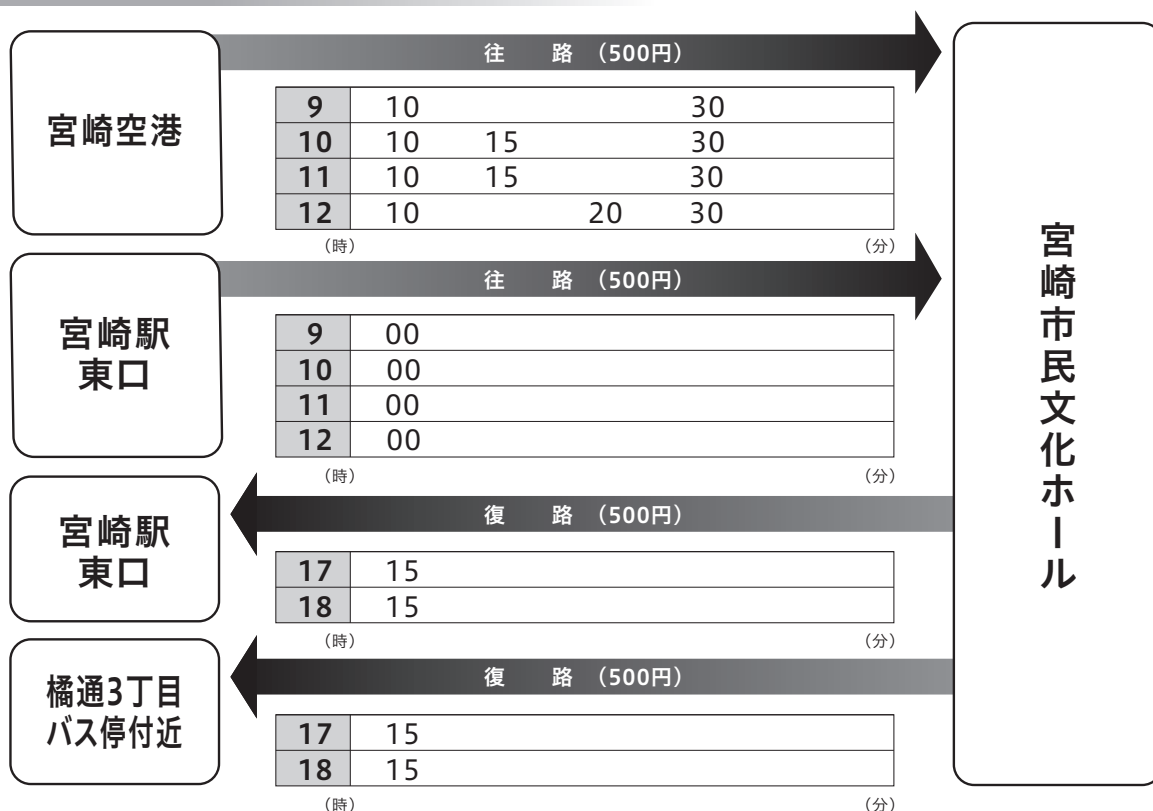 往 路 (500円)
宮崎空港
9 10 30
10 10 15 30
11 10 15 30
12 10 20 30
(時) (分)
往 路 (500円)
宮崎駅
東口
9 00
10 00
11 00
12 00
(時) (分)
復 路 (500円)
宮崎駅
東口
17 15
18 15
(時) (分)
復 路 (500円)
橘通3丁目
バス停付近
17 15
18 15
(時) (分)
宮崎市民文化ホール